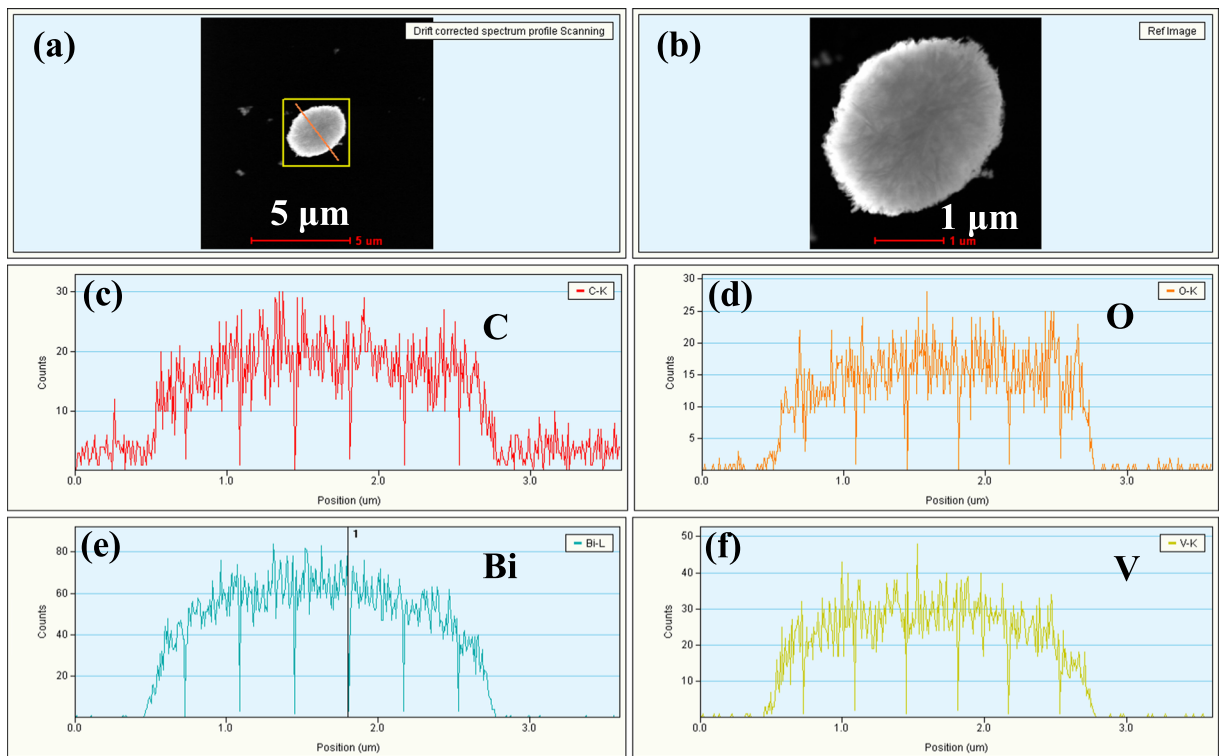 (a)
Drift corrected spectrum profile Scanning
5 μm
5 um
(b)
Ref Image
1 μm
1 um
(c)
C-K
C
Counts
30
20
10
0.0 1.0 2.0 3.0
Position (um)
(d)
O-K
O
Counts
30
25
20
15
10
5
0.0 1.0 2.0 3.0
Position (um)
(e)
1
Bi-L
Bi
Counts
80
60
40
20
0.0 1.0 2.0 3.0
Position (um)
(f)
V-K
V
Counts
50
40
30
20
10
0.0 1.0 2.0 3.0
Position (um)